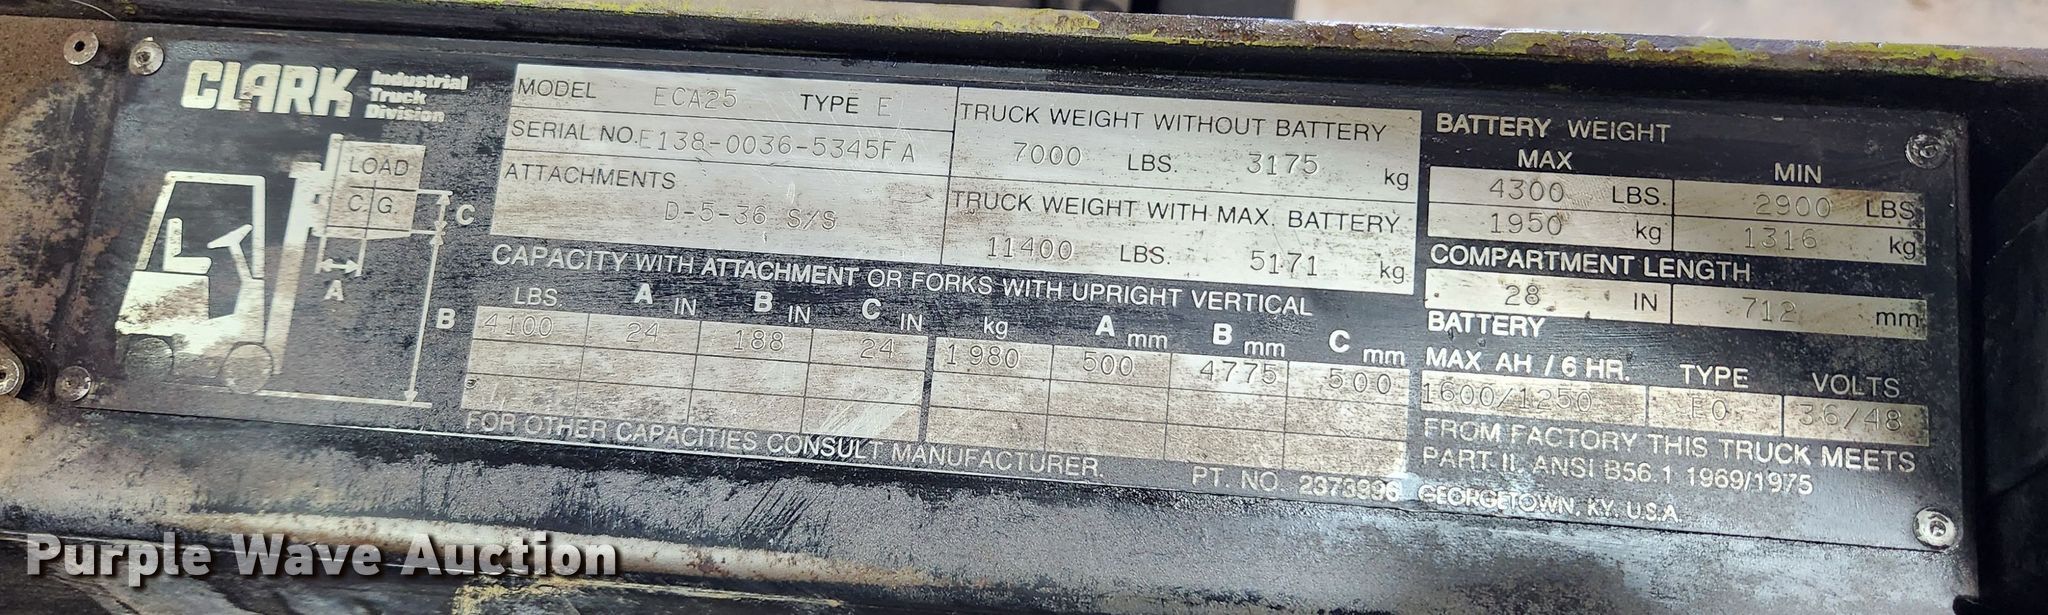 CLARK Industrial Truck Division
LOAD
C.G.
C
A
B
MODEL ECA25 TYPE E
SERIAL NO. E138-0036-5345FA
ATTACHMENTS
D-5-36 S/S
TRUCK WEIGHT WITHOUT BATTERY
7000 LBS. 3175 kg
TRUCK WEIGHT WITH MAX. BATTERY
11400 LBS. 5171 kg
CAPACITY WITH ATTACHMENT OR FORKS WITH UPRIGHT VERTICAL
LBS. A IN B IN C IN kg A mm B mm C mm
4100 24 188 24 1980 500 4775 500
FOR OTHER CAPACITIES CONSULT MANUFACTURER.
PT. NO. 2373996
BATTERY WEIGHT
MAX MIN
4300 LBS. 2900 LBS.
1950 kg 1316 kg
COMPARTMENT LENGTH
28 IN 712 mm
BATTERY
MAX AH / 6 HR. TYPE VOLTS
1600/1250 EO 36/48
FROM FACTORY THIS TRUCK MEETS
PART II, ANSI B56.1 1969/1975
GEORGETOWN, KY. U.S.A.
Purple Wave Auction